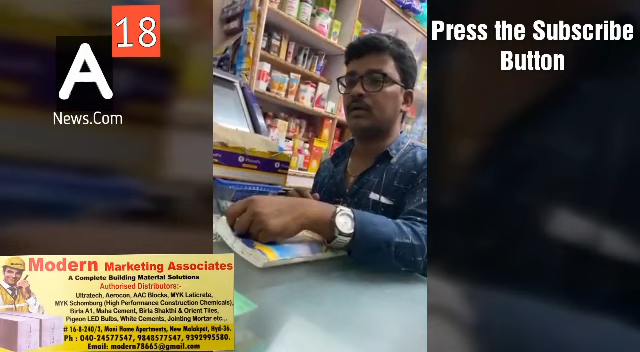 18
A
News.Com
Press the Subscribe
Button
PhonePe
Modern Marketing Associates
A Complete Building Material Solutions
Authorised Distributors:-
Ultratech, Aerocon, AAC Blocks, MYK Laticrete,
MYK Schomburg (High Performance Construction Chemicals),
Birla A1, Maha Cement, Birla Shakthi & Orient Tiles,
Pigeon LED Bulbs, White Cements, Jointing Mortar etc.,
# 16-8-240/3, Moni Home Apartments, New Malakpet, Hyd-36.
Ph : 040-24577547, 9848577547, 9392995580.
Email: modern78665@gmail.com